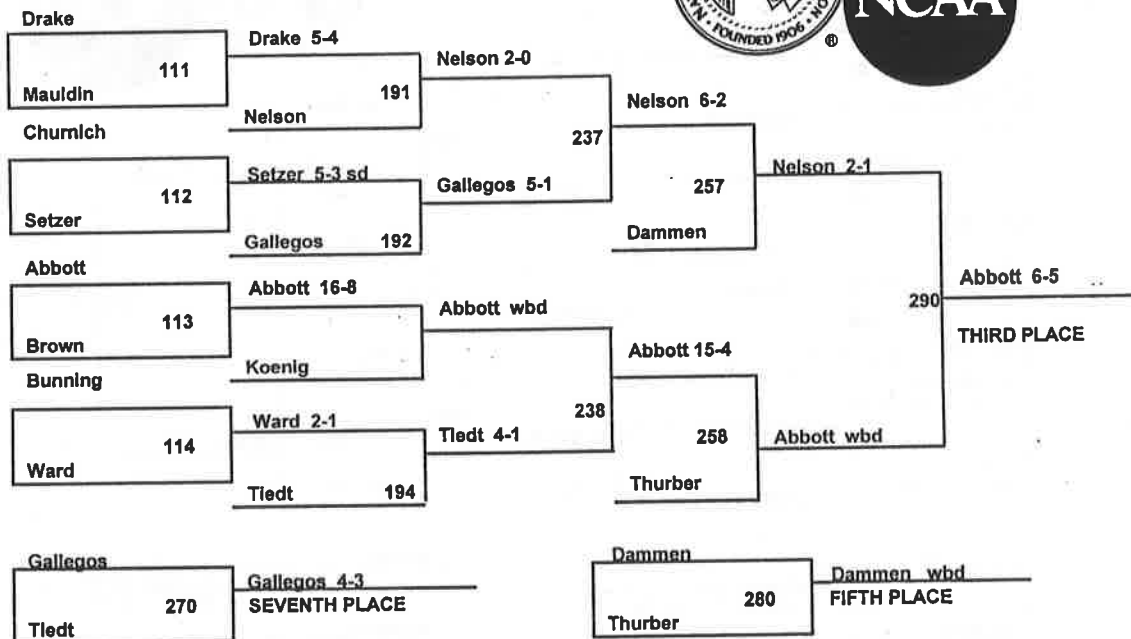 Drake
111
Mauldin
Chumlch
112
Setzer
Abbott
113
Brown
Bunning
114
Ward
Drake 5-4
191
Nelson
Setzer 5-3 sd
Gallegos 192
Abbott 16-8
Koenig
Ward 2-1
Tiedt 194
Nelson 2-0
237
Gallegos 5-1
Abbott wbd
238
Tiedt 4-1
Nelson 6-2
257
Dammen
Abbott 15-4
258
Thurber
Nelson 2-1
290
Abbott wbd
Abbott 6-5
THIRD PLACE
Gallegos
270
Tiedt
Gallegos 4-3
SEVENTH PLACE
Dammen
280
Thurber
Dammen wbd
FIFTH PLACE
FOUNDED 1906
®
NCAA